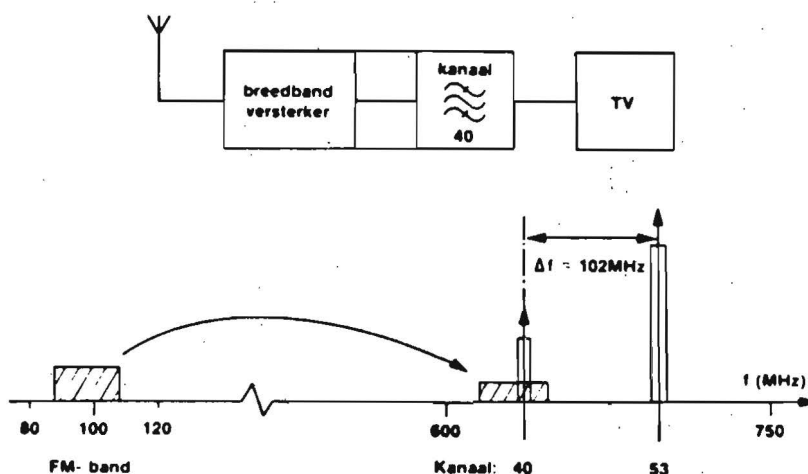 breedband
versterker
kanaal
40
TV
Δf = 102MHz
f (MHz)
80 100 120 600 750
FM- band Kanaal: 40 53